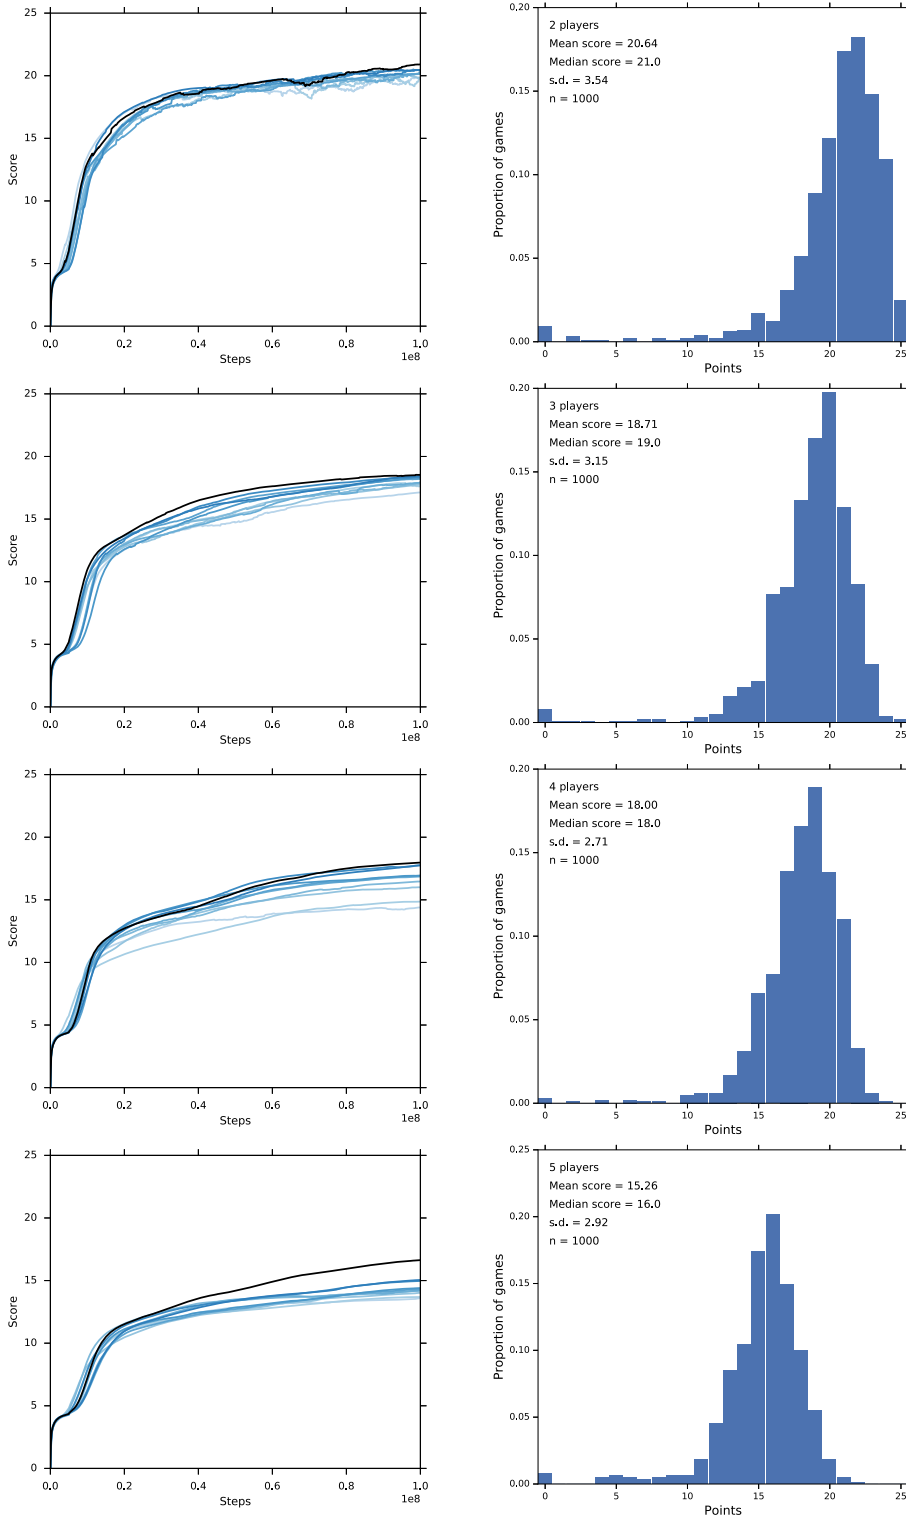 25
20
15
10
5
0
Score
0.0
0.2
0.4
0.6
0.8
1.0
1e8
Steps
0.20
0.15
0.10
0.05
0.00
Proportion of games
2 players
Mean score = 20.64
Median score = 21.0
s.d. = 3.54
n = 1000
0
5
10
15
20
25
Points
25
20
15
10
5
0
Score
0.0
0.2
0.4
0.6
0.8
1.0
1e8
Steps
0.20
0.15
0.10
0.05
0.00
Proportion of games
3 players
Mean score = 18.71
Median score = 19.0
s.d. = 3.15
n = 1000
0
5
10
15
20
25
Points
25
20
15
10
5
0
Score
0.0
0.2
0.4
0.6
0.8
1.0
1e8
Steps
0.20
0.15
0.10
0.05
0.00
Proportion of games
4 players
Mean score = 18.00
Median score = 18.0
s.d. = 2.71
n = 1000
0
5
10
15
20
25
Points
25
20
15
10
5
0
Score
0.0
0.2
0.4
0.6
0.8
1.0
1e8
Steps
0.25
0.20
0.15
0.10
0.05
0.00
Proportion of games
5 players
Mean score = 15.26
Median score = 16.0
s.d. = 2.92
n = 1000
0
5
10
15
20
25
Points